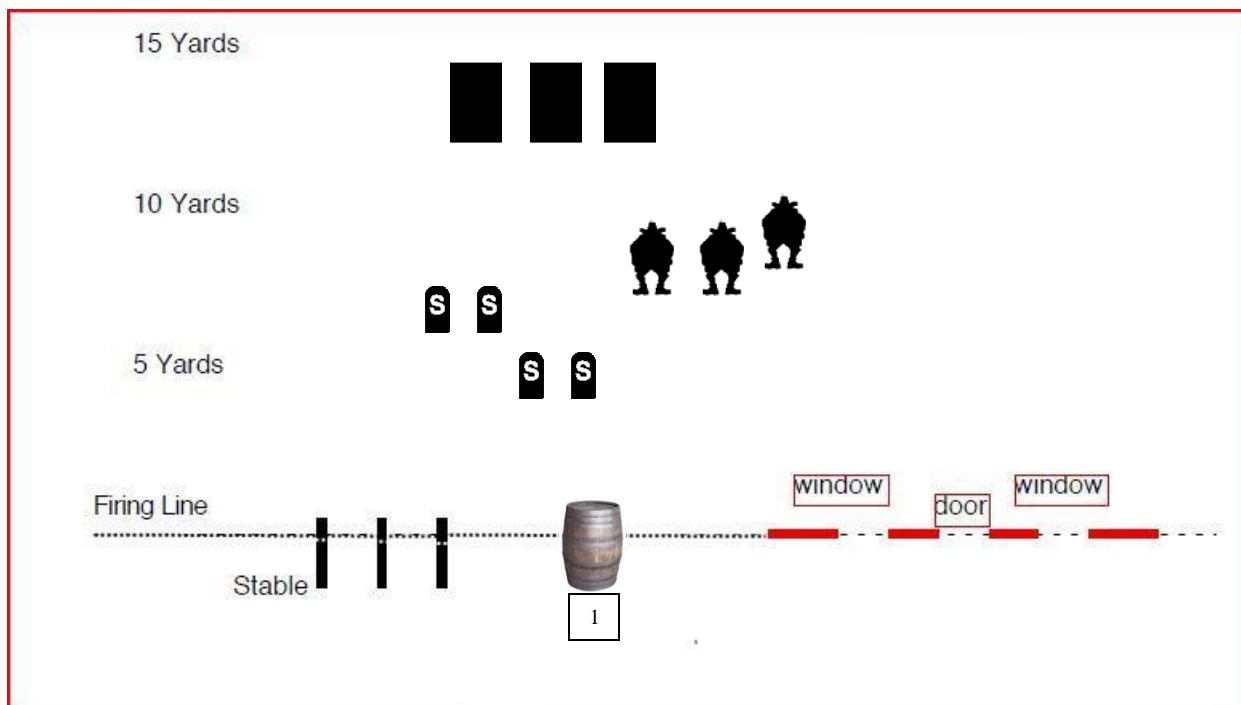 15 Yards
10 Yards
S S
5 Yards
S S
window window
Firing Line door
Stable
1